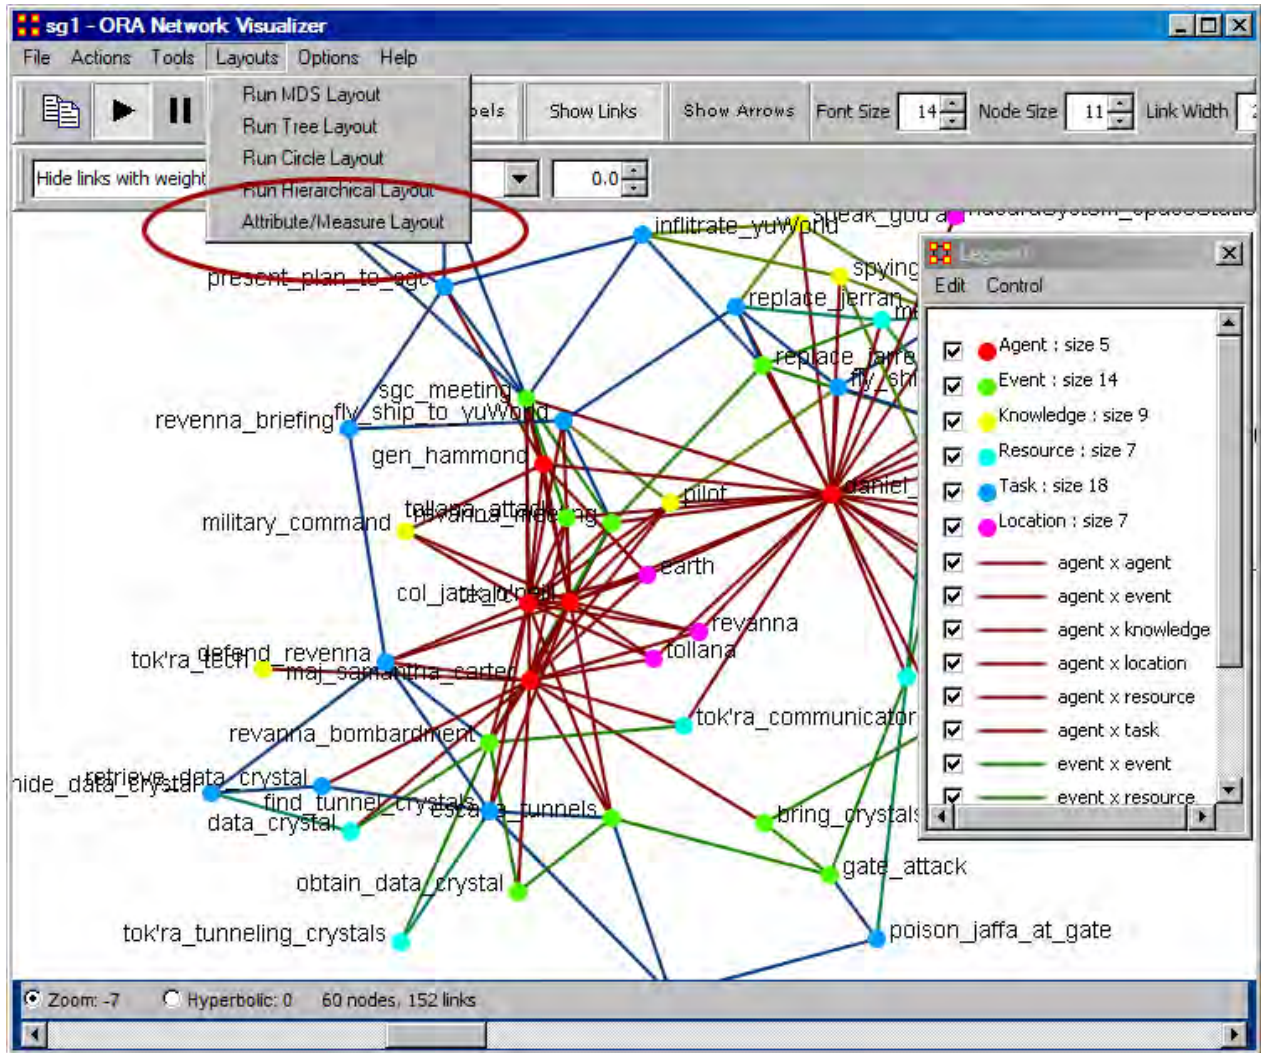 sg1 - ORA Network Visualizer
File Actions Tools Layouts Options Help
Run MDS Layout
Run Tree Layout
Run Circle Layout
Run Hierarchical Layout
Attribute/Measure Layout
Show Links Show Arrows Font Size 14 Node Size 11 Link Width
Hide links with weight 0.0
inflitrate_yuWorld
spying
present_plan_to_sgc
replace_jerran
sgc_meeting
fly_ship_to_yuWorld
revenna_briefing
gen_hammond
pilot
military_command
earth
revanna
tollana
defend_revenna
maj_samantha_carter
tok'ra_communicator
revanna_bombardment
hide_data_crystal
retrieve_data_crystal
find_tunnel_crystals
data_crystal
bring_crystals
gate_attack
obtain_data_crystal
tok'ra_tunneling_crystals
poison_jaffa_at_gate
Legend
Edit Control
Agent : size 5
Event : size 14
Knowledge : size 9
Resource : size 7
Task : size 18
Location : size 7
agent x agent
agent x event
agent x knowledge
agent x location
agent x resource
agent x task
event x event
event x resource
Zoom: -7 Hyperbolic: 0 60 nodes, 152 links